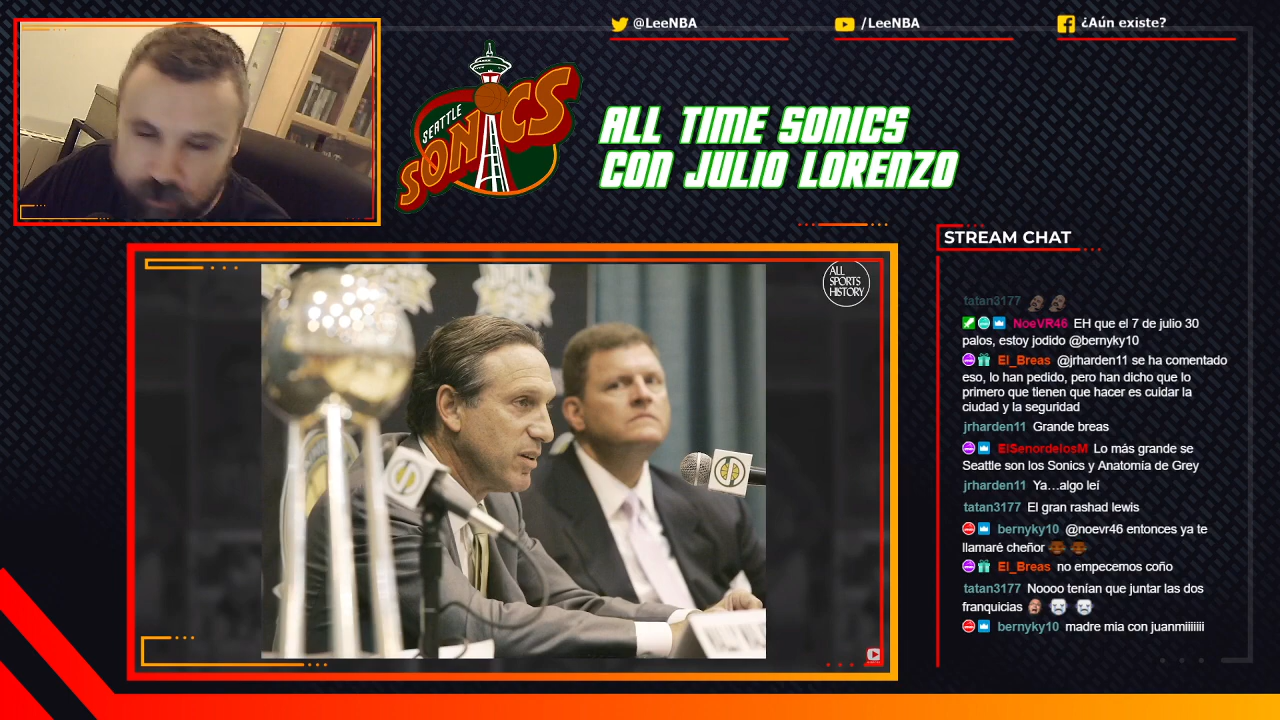 @LeeNBA
/LeeNBA
¿Aún existe?
SEATTLE
SONICS
ALL TIME SONICS
CON JULIO LORENZO
STREAM CHAT
ALL
SPORTS
HISTORY
tatan3177
NoeVR46 EH que el 7 de julio 30
palos, estoy jodido @bernyky10
El_Breas @jrharden11 se ha comentado
eso, lo han pedido, pero han dicho que lo
primero que tienen que hacer es cuidar la
ciudad y la seguridad
jrharden11 Grande breas
ElSenordelosM Lo más grande se
Seattle son los Sonics y Anatomía de Grey
jrharden11 Ya…algo leí
tatan3177 El gran rashad lewis
bernyky10 @noevr46 entonces ya te
llamaré cheñor
El_Breas no empecemos coño
tatan3177 Noooo tenían que juntar las dos
franquicias
bernyky10 madre mia con juanmiiiiiii